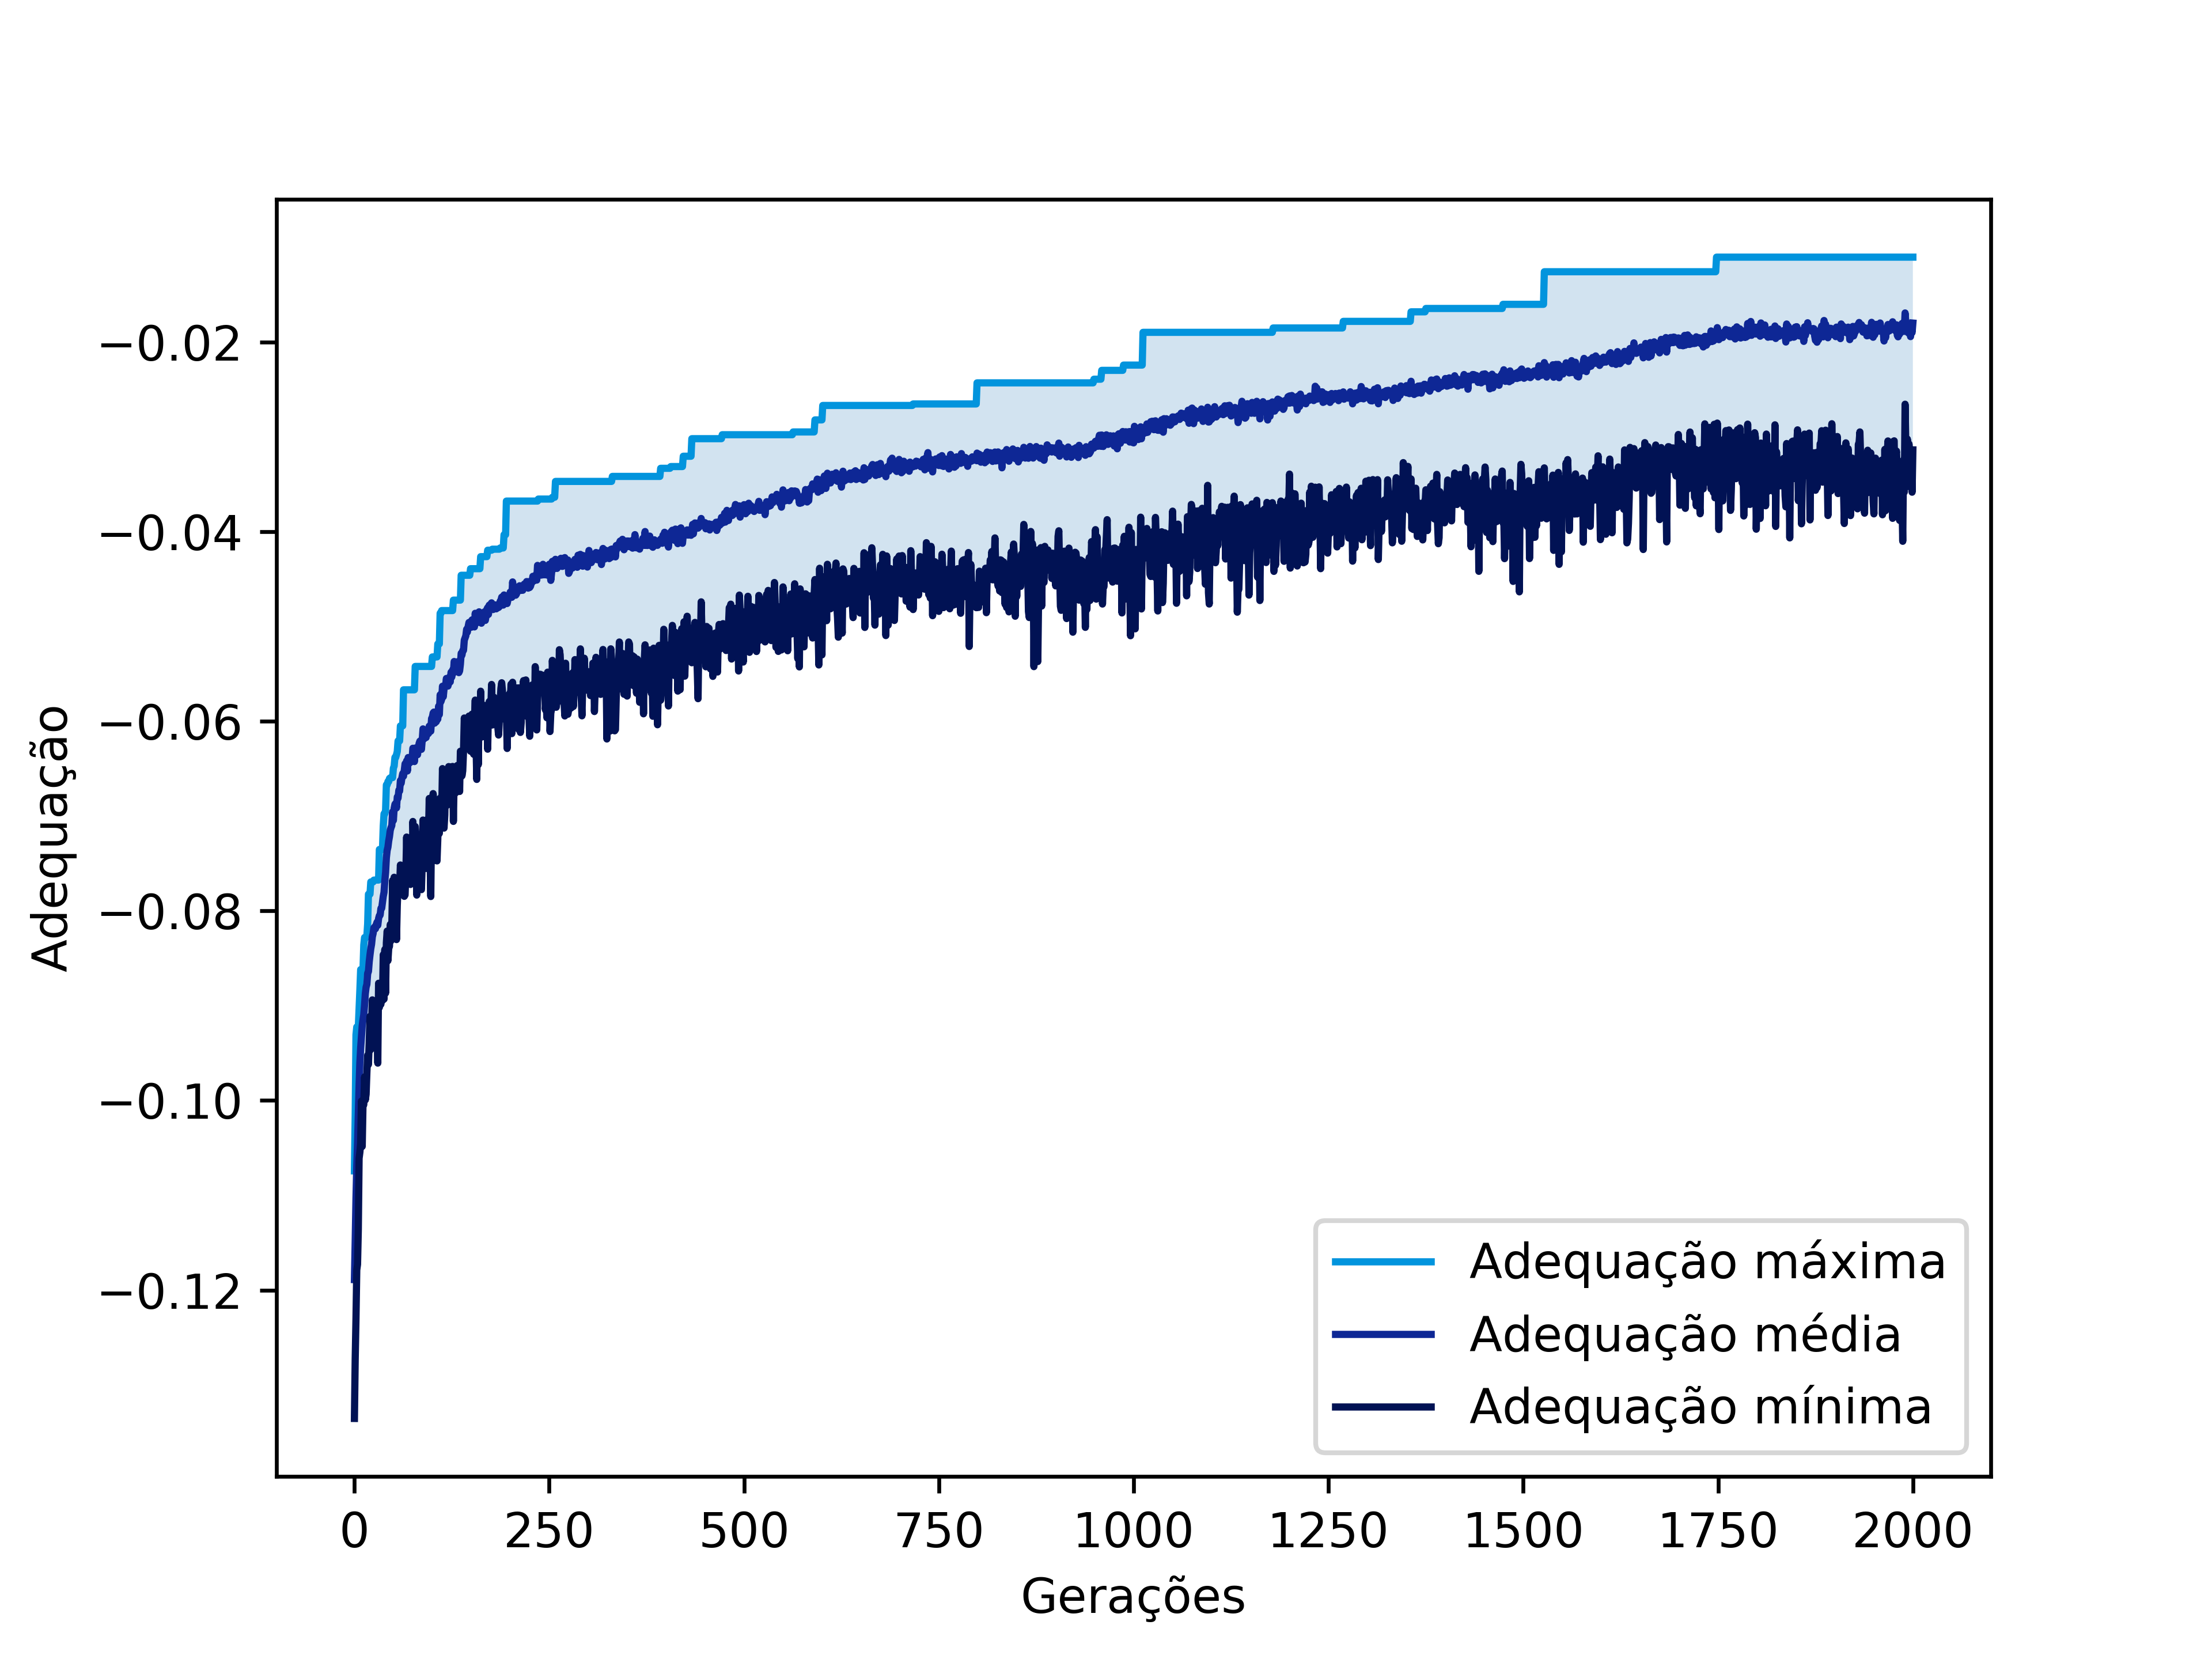 Adequação
−0.02
−0.04
−0.06
−0.08
−0.10
−0.12
Adequação máxima
Adequação média
Adequação mínima
0 250 500 750 1000 1250 1500 1750 2000
Gerações